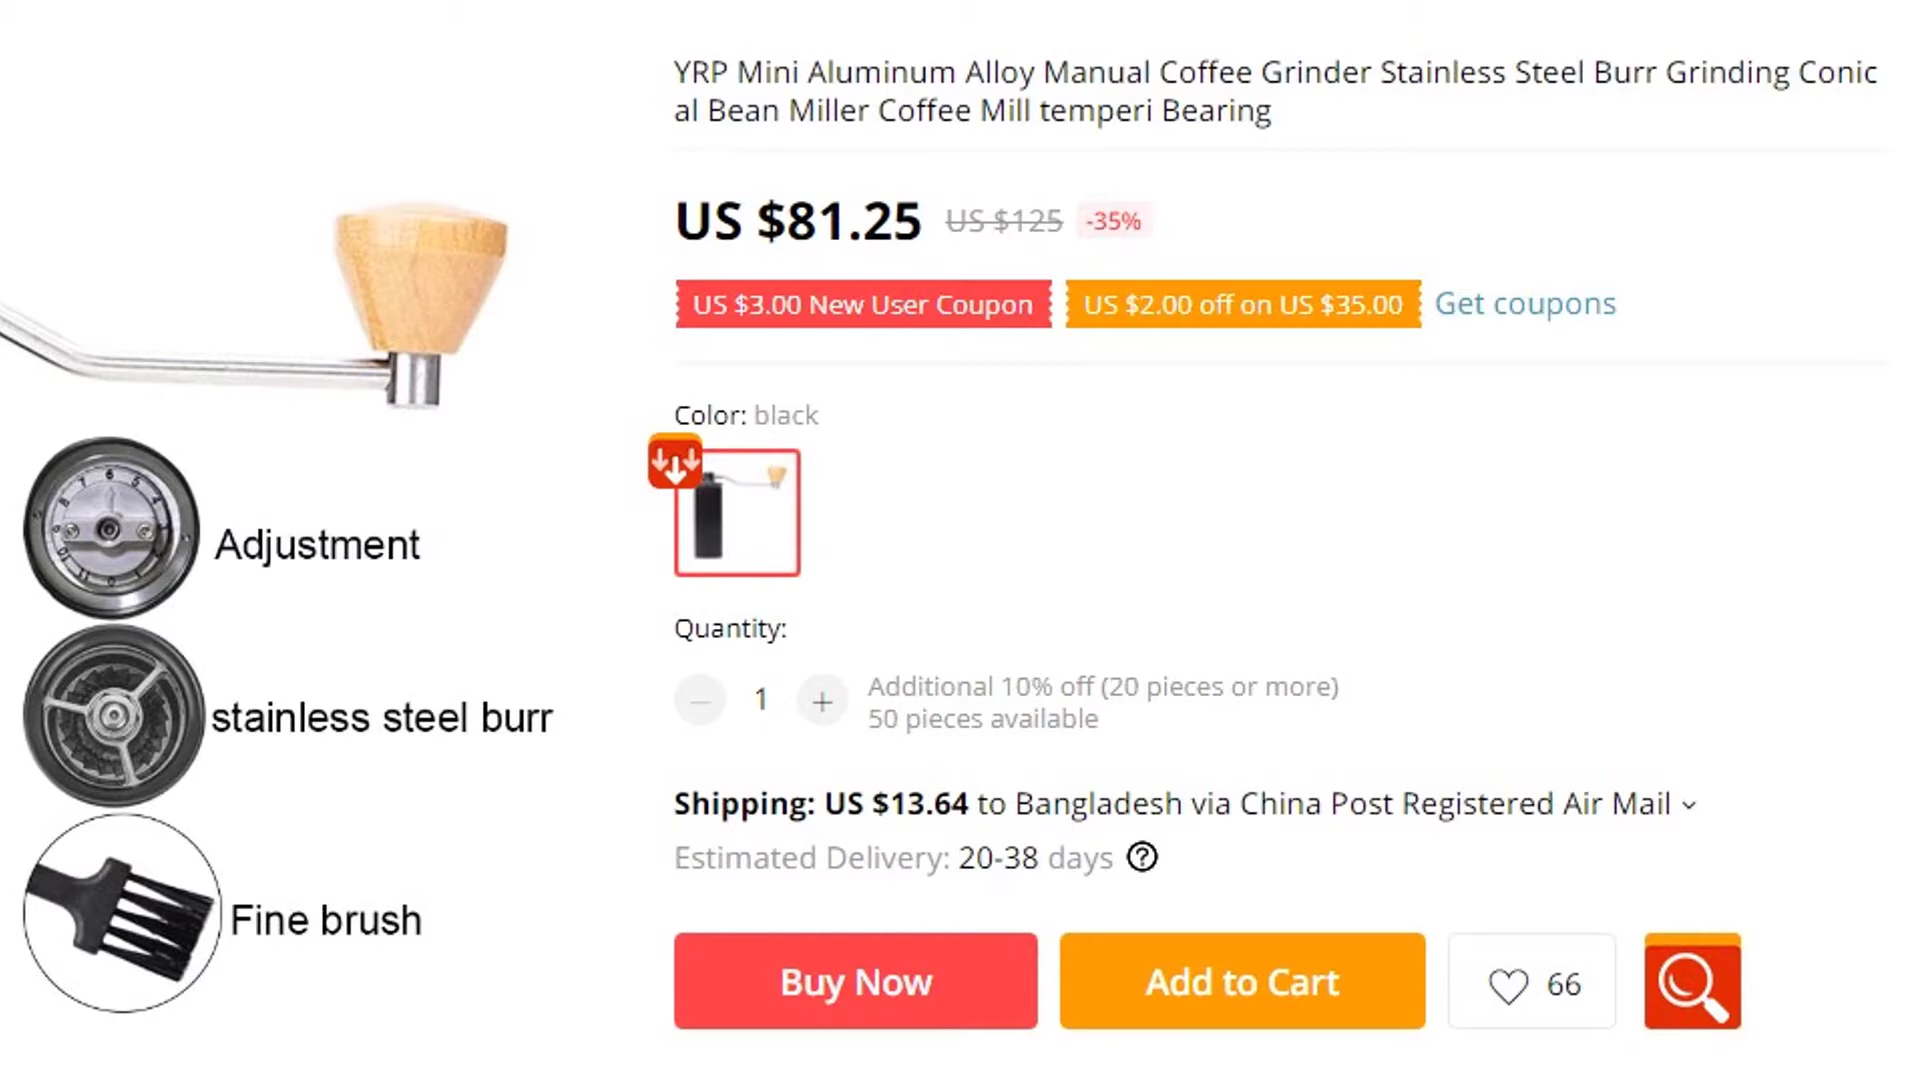 YRP Mini Aluminum Alloy Manual Coffee Grinder Stainless Steel Burr Grinding Conic
al Bean Miller Coffee Mill temperi Bearing
US $81.25 US $125 -35%
US $3.00 New User Coupon US $2.00 off on US $35.00 Get coupons
Color: black
Quantity:
1
Additional 10% off (20 pieces or more)
50 pieces available
Shipping: US $13.64 to Bangladesh via China Post Registered Air Mail
Estimated Delivery: 20-38 days ?
Buy Now Add to Cart 66
Adjustment
stainless steel burr
Fine brush